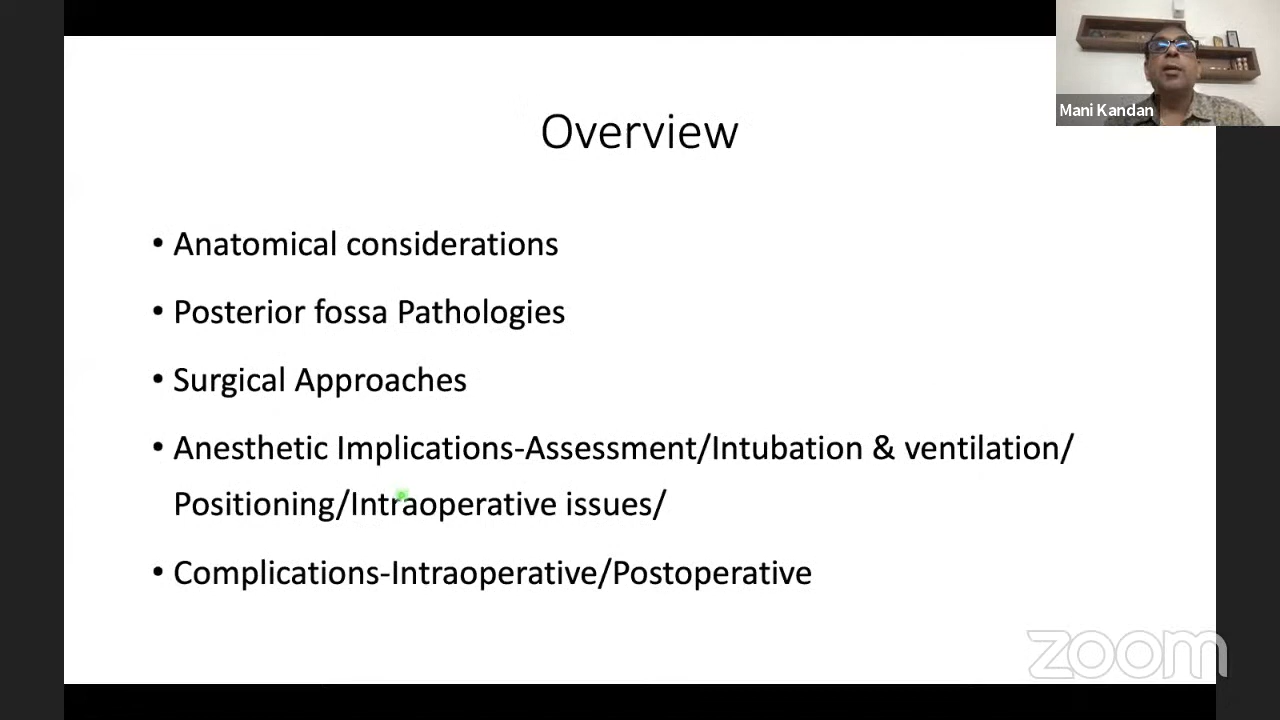 Mani Kandan
Overview
• Anatomical considerations
• Posterior fossa Pathologies
• Surgical Approaches
• Anesthetic Implications-Assessment/Intubation & ventilation/
Positioning/Intraoperative issues/
• Complications-Intraoperative/Postoperative
zoom